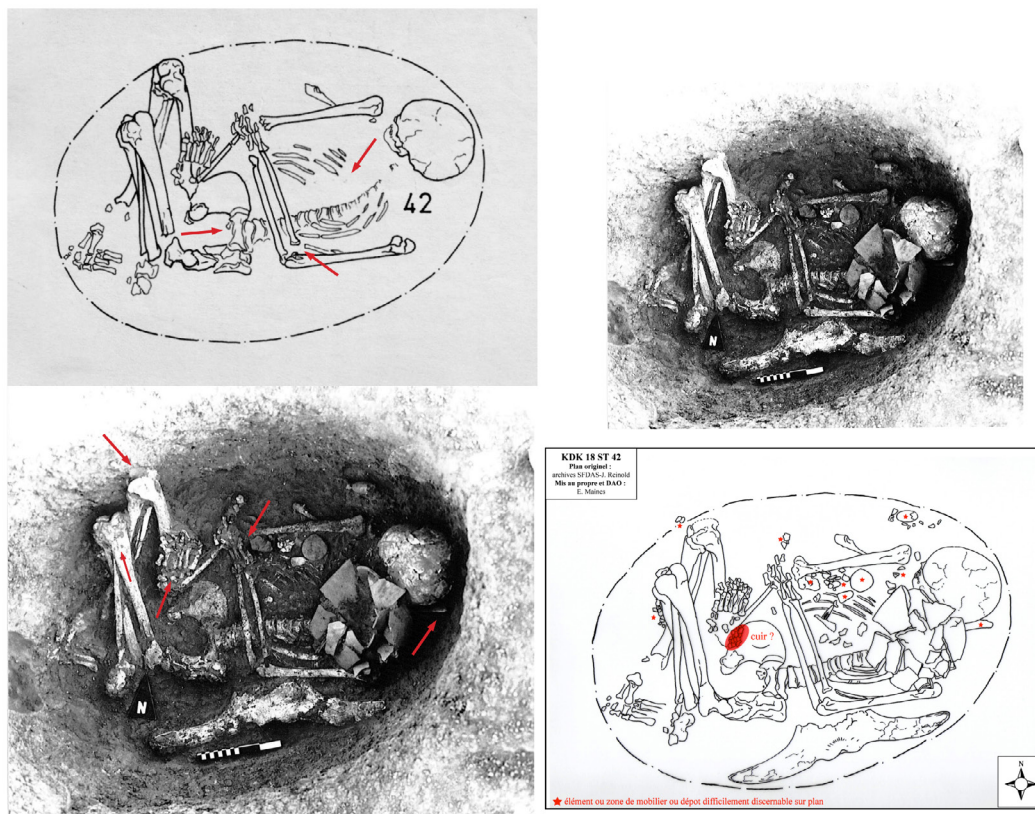 42
N
N
KDK 18 ST 42
Plan originel :
archives SFDAS-J. Reinold
Mis au propre et DAO :
E. Maines
cuir ?
N
★ élément ou zone de mobilier ou dépôt difficilement discernable sur plan